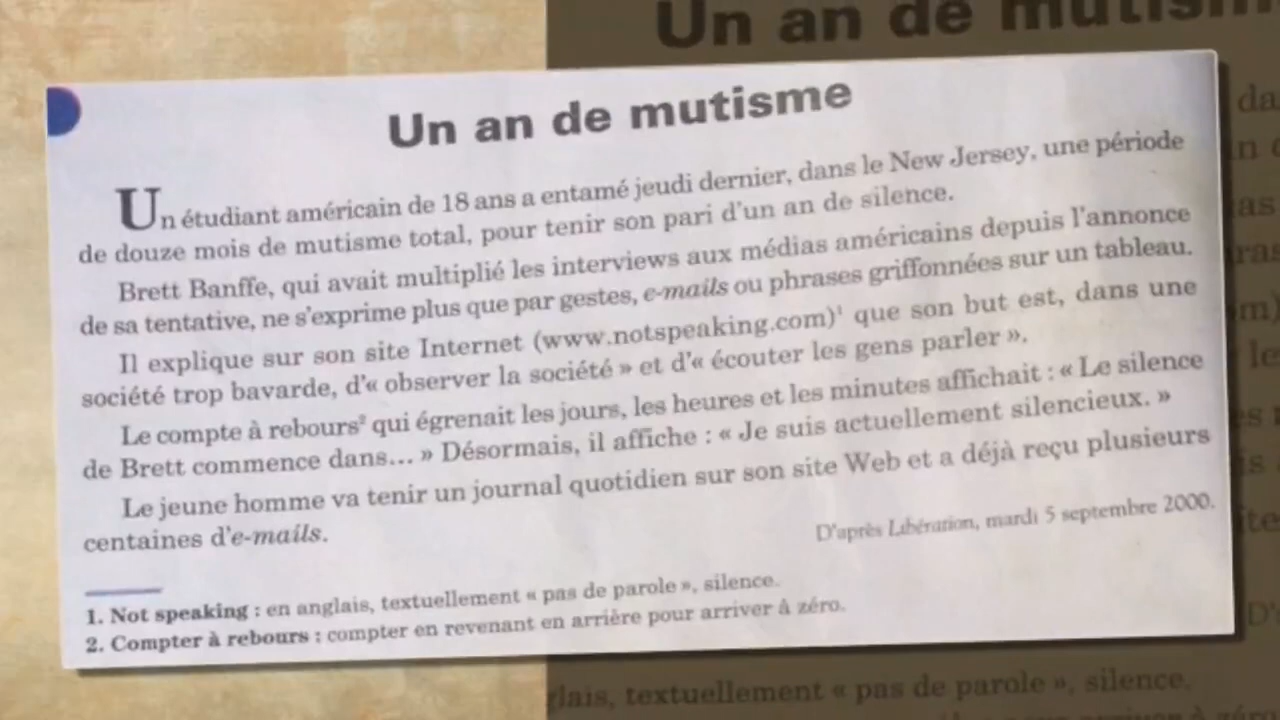 Un an de mutisme
Un an de mutism
Un étudiant américain de 18 ans a entamé jeudi dernier, dans le New Jersey, une période
de douze mois de mutisme total, pour tenir son pari d'un an de silence.
Brett Banffe, qui avait multiplié les interviews aux médias américains depuis l'annonce
de sa tentative, ne s'exprime plus que par gestes, e-mails ou phrases griffonnées sur un tableau.
Il explique sur son site Internet (www.notspeaking.com)¹ que son but est, dans une
société trop bavarde, d'« observer la société » et d'« écouter les gens parler ».
Le compte à rebours² qui égrenait les jours, les heures et les minutes affichait : « Le silence
de Brett commence dans... » Désormais, il affiche : « Je suis actuellement silencieux. »
Le jeune homme va tenir un journal quotidien sur son site Web et a déjà reçu plusieurs
centaines d'e-mails.
D'après Libération, mardi 5 septembre 2000.
1. Not speaking : en anglais, textuellement « pas de parole », silence.
2. Compter à rebours : compter en revenant en arrière pour arriver à zéro.
glais, textuellement « pas de parole », silence.